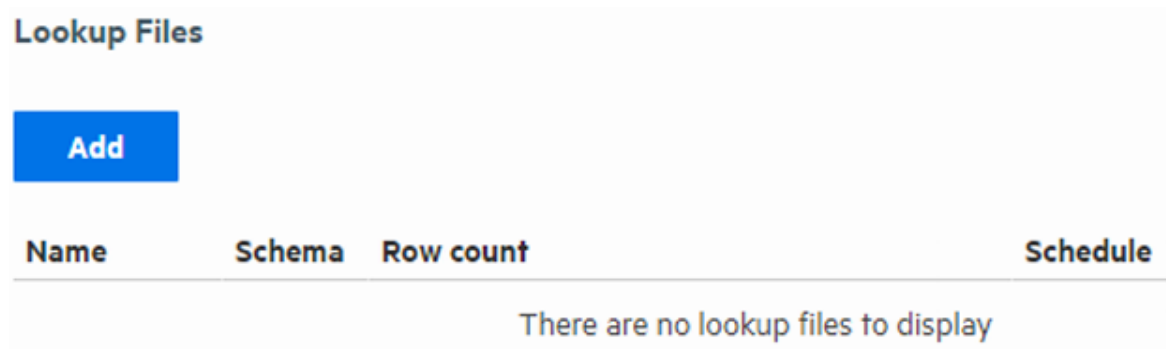 Lookup Files
Add
Name Schema Row count Schedule
There are no lookup files to display